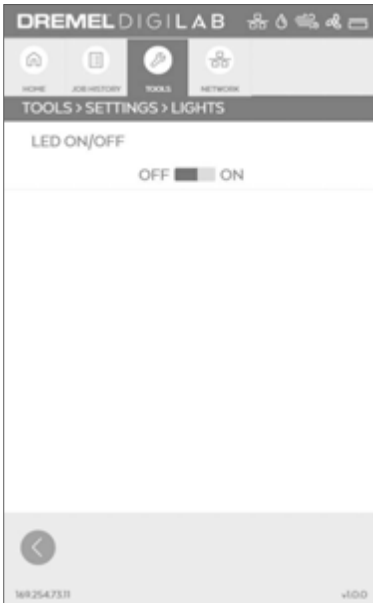 DREMEL DIGILAB
HOME JOB HISTORY TOOLS NETWORK
TOOLS > SETTINGS > LIGHTS
LED ON/OFF
OFF ON
169.254.73.11 v1.0.0